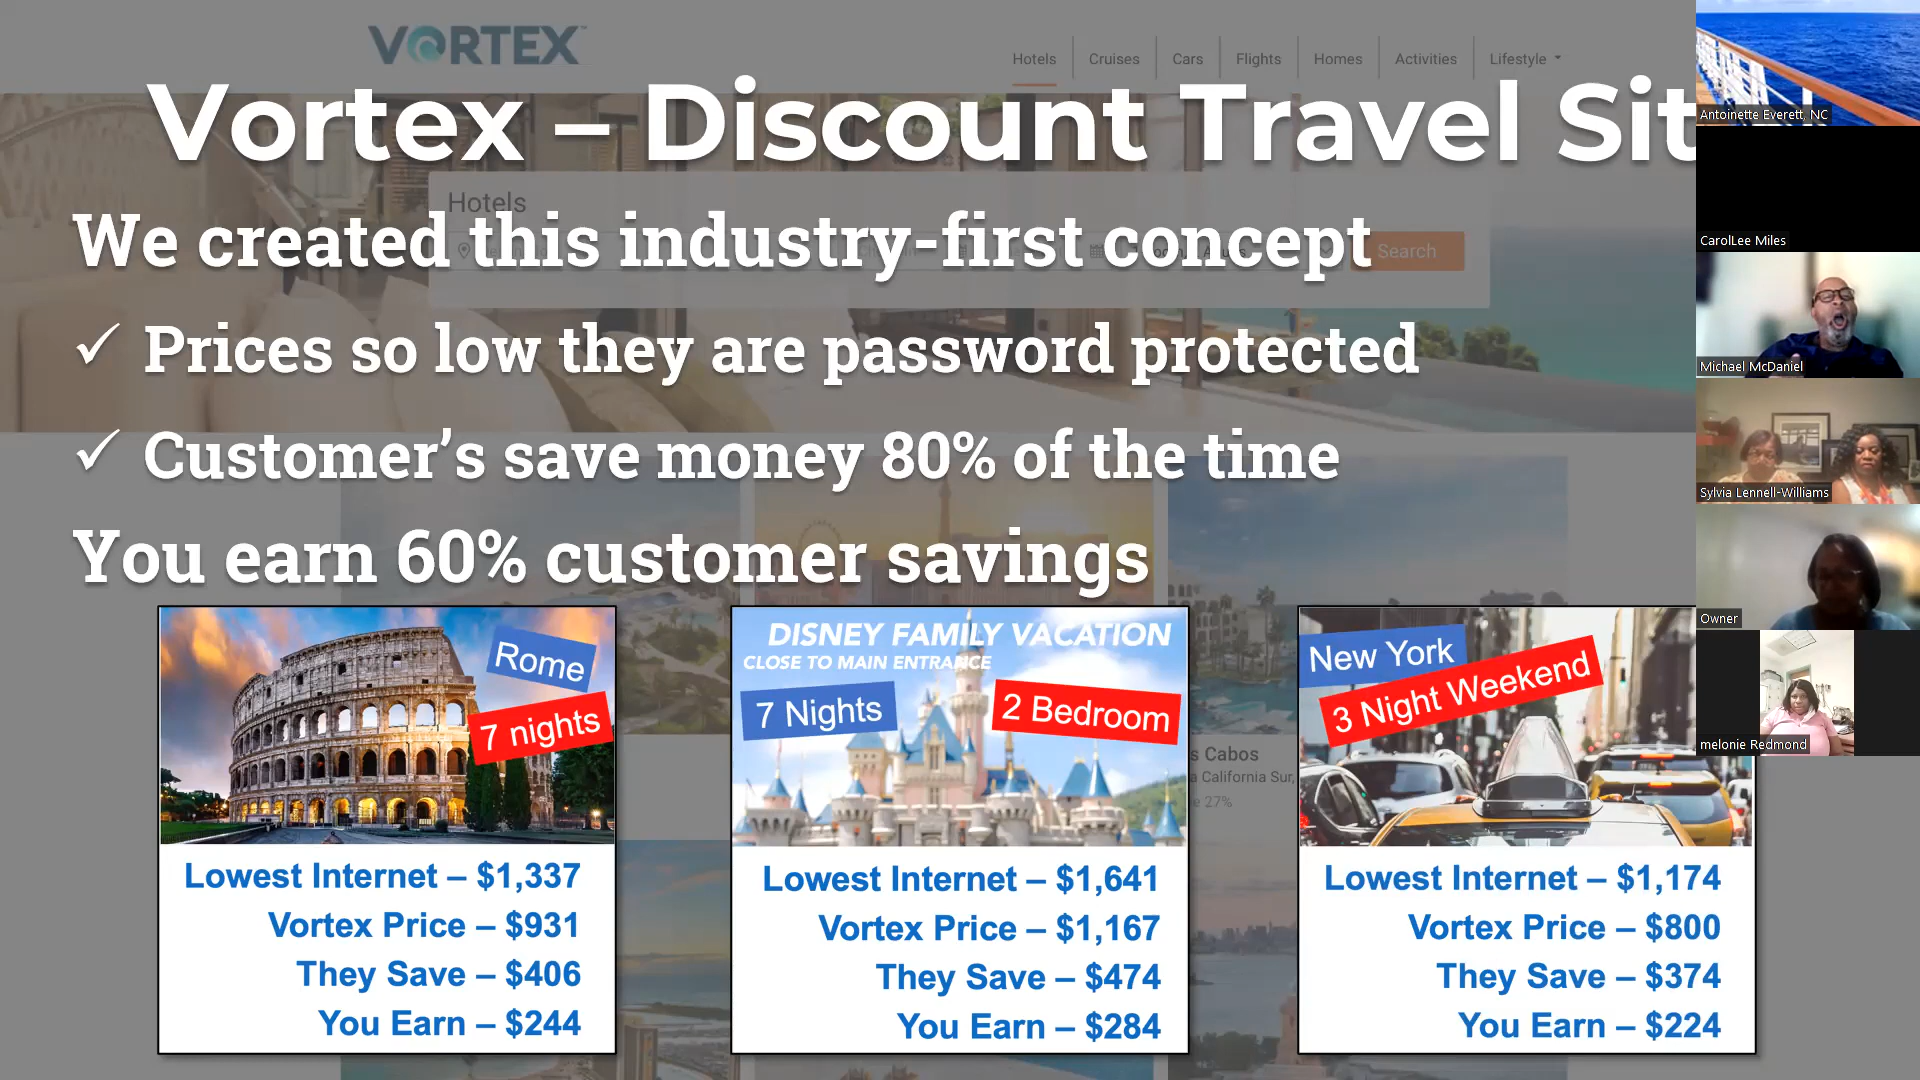 VORTEX
Hotels
Cruises
Cars
Flights
Homes
Activities
Lifestyle
Vortex – Discount Travel Sit
Hotels
We created this industry-first concept
Search
✓ Prices so low they are password protected
✓ Customer’s save money 80% of the time
You earn 60% customer savings
Rome
7 nights
Lowest Internet – $1,337
Vortex Price – $931
They Save – $406
You Earn – $244
DISNEY FAMILY VACATION
CLOSE TO MAIN ENTRANCE
7 Nights
2 Bedroom
Lowest Internet – $1,641
Vortex Price – $1,167
They Save – $474
You Earn – $284
s Cabos
a California Sur,
e 27%
New York
3 Night Weekend
Lowest Internet – $1,174
Vortex Price – $800
They Save – $374
You Earn – $224
Antoinette Everett, NC
CarolLee Miles
Michael McDaniel
Sylvia Lennell-Williams
Owner
melonie Redmond